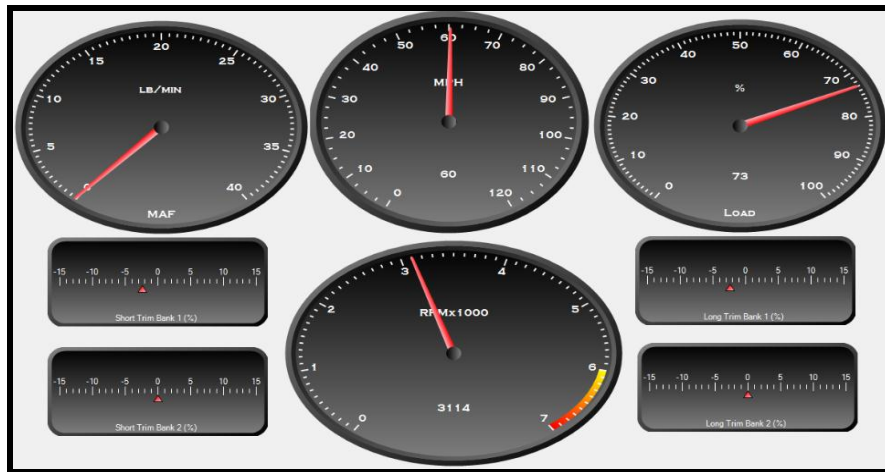 0 5 10 15 20 25 30 35 40
LB/MIN
MAF
0 10 20 30 40 50 60 70 80 90 100 110 120
MPH
60
0 10 20 30 40 50 60 70 80 90 100
%
73
LOAD
-15 -10 -5 0 5 10 15
Short Trim Bank 1 (%)
-15 -10 -5 0 5 10 15
Short Trim Bank 2 (%)
0 1 2 3 4 5 6 7
RPMx1000
3114
-15 -10 -5 0 5 10 15
Long Trim Bank 1 (%)
-15 -10 -5 0 5 10 15
Long Trim Bank 2 (%)